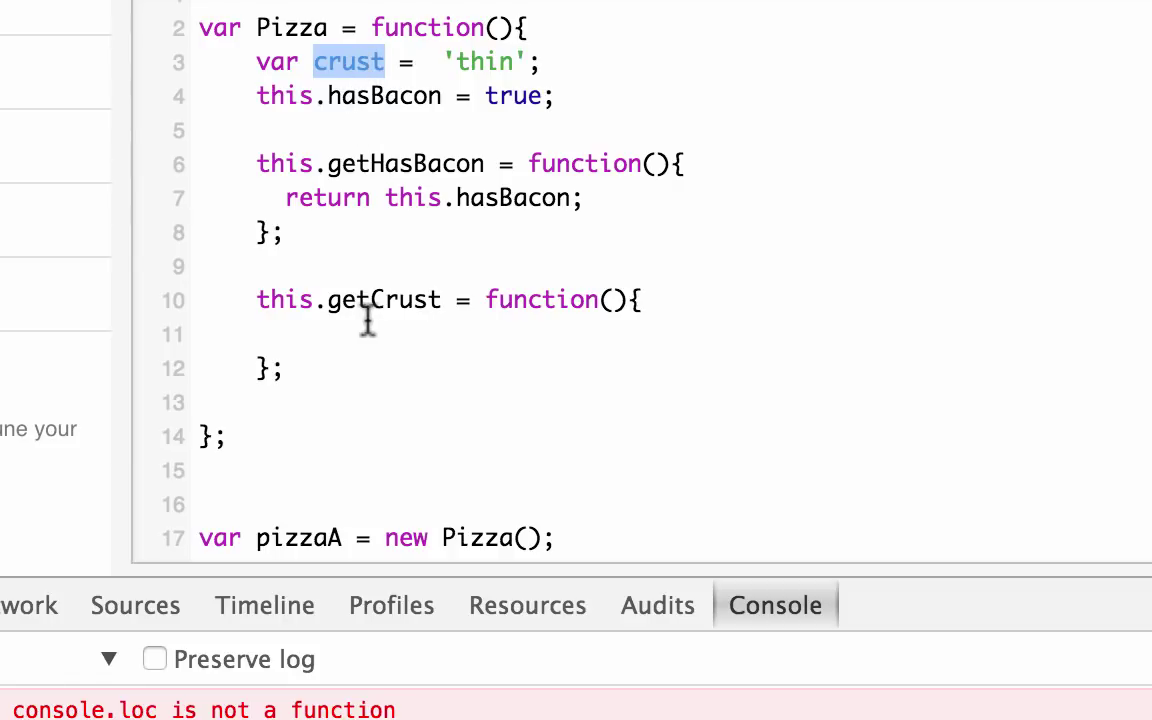 2 var Pizza = function(){
3 var crust =  'thin';
4 this.hasBacon = true;
5
6 this.getHasBacon = function(){
7 return this.hasBacon;
8 };
9
10 this.getCrust = function(){
11
12 };
13
une your
14 };
15
16
17 var pizzaA = new Pizza();
work Sources Timeline Profiles Resources Audits Console
▼ Preserve log
console.loc is not a function